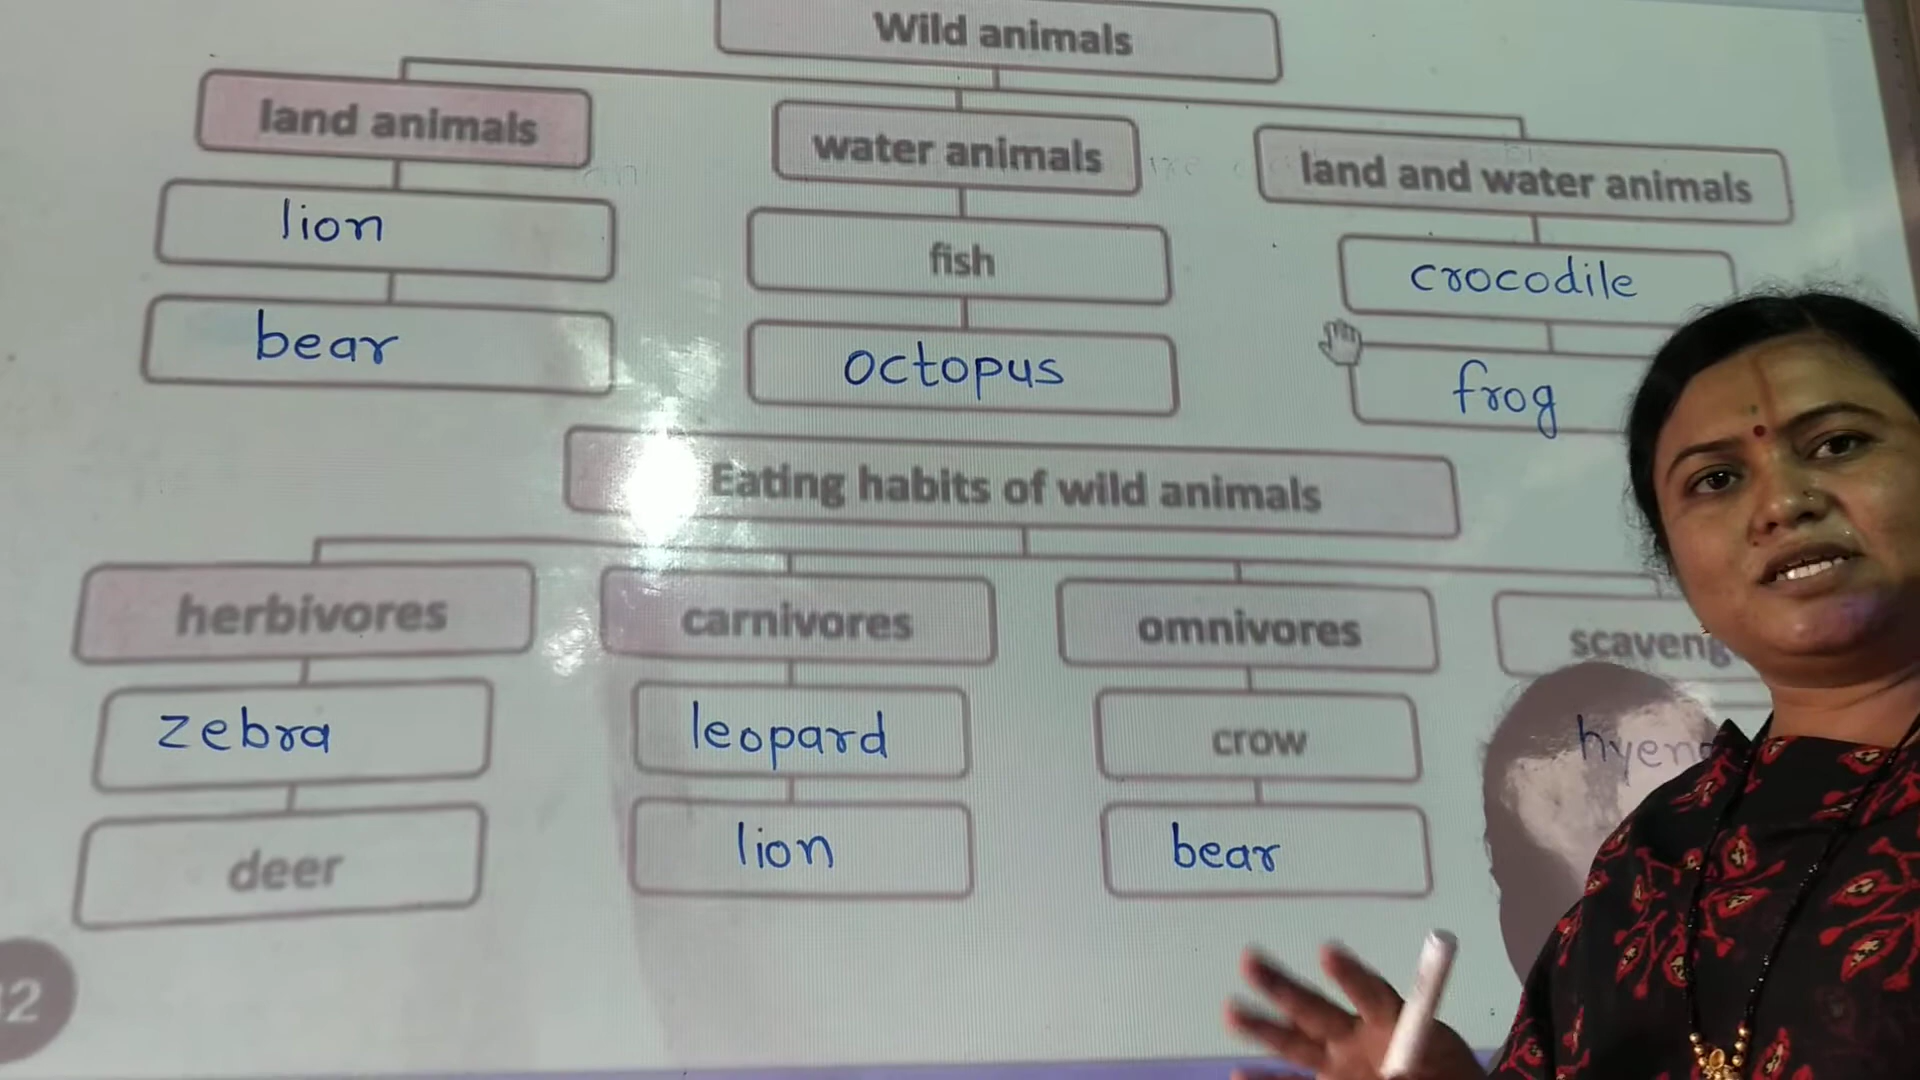 Wild animals
land animals
water animals
land and water animals
lion
fish
crocodile
bear
octopus
frog
Eating habits of wild animals
herbivores
carnivores
omnivores
zebra
leopard
crow
deer
lion
bear